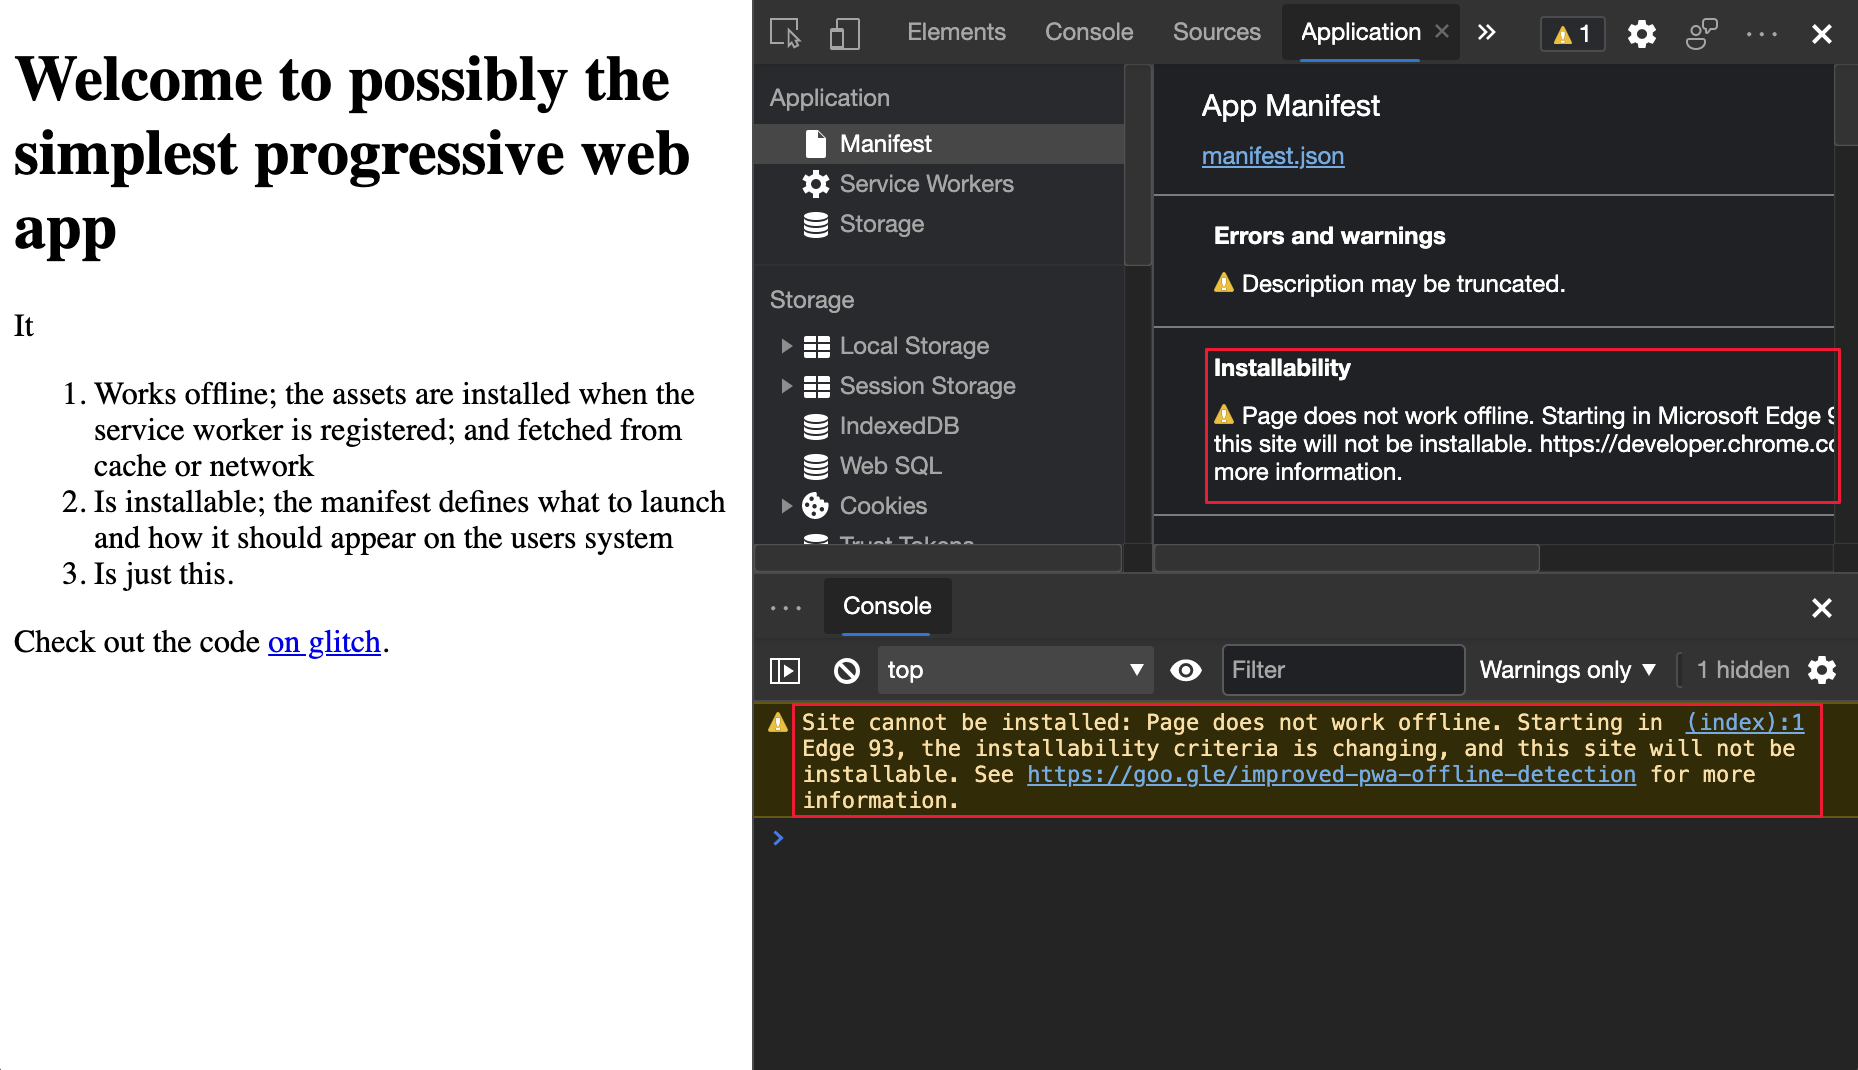 Welcome to possibly the
simplest progressive web
app
It
1. Works offline; the assets are installed when the
service worker is registered; and fetched from
cache or network
2. Is installable; the manifest defines what to launch
and how it should appear on the users system
3. Is just this.
Check out the code on glitch.
Elements Console Sources Application 1
Application
Manifest
Service Workers
Storage
Storage
Local Storage
Session Storage
IndexedDB
Web SQL
Cookies
Trust Tokens
App Manifest
manifest.json
Errors and warnings
Description may be truncated.
Installability
Page does not work offline. Starting in Microsoft Edge
this site will not be installable. https://developer.chrome.co
more information.
Console
top Filter Warnings only 1 hidden
Site cannot be installed: Page does not work offline. Starting in (index):1
Edge 93, the installability criteria is changing, and this site will not be
installable. See https://goo.gle/improved-pwa-offline-detection for more
information.